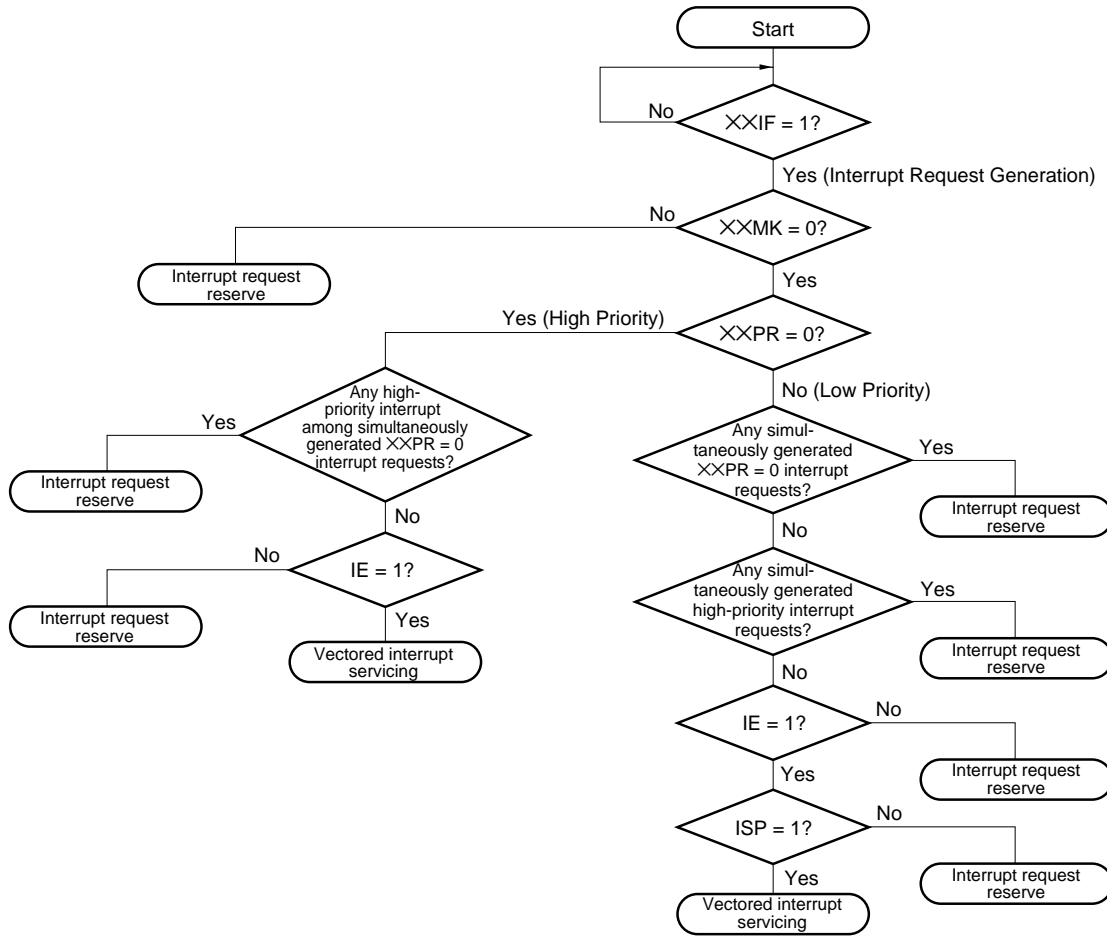 Start
No
××IF = 1?
Yes (Interrupt Request Generation)
No
××MK = 0?
Interrupt request
reserve
Yes
Yes (High Priority)
××PR = 0?
No (Low Priority)
Any high-
priority interrupt
among simultaneously
generated ××PR = 0
interrupt requests?
Yes
Interrupt request
reserve
No
Any simul-
taneously generated
××PR = 0 interrupt
requests?
Yes
Interrupt request
reserve
No
IE = 1?
No
Interrupt request
reserve
Yes
Vectored interrupt
servicing
Any simul-
taneously generated
high-priority interrupt
requests?
Yes
Interrupt request
reserve
No
IE = 1?
No
Interrupt request
reserve
Yes
ISP = 1?
No
Interrupt request
reserve
Yes
Vectored interrupt
servicing